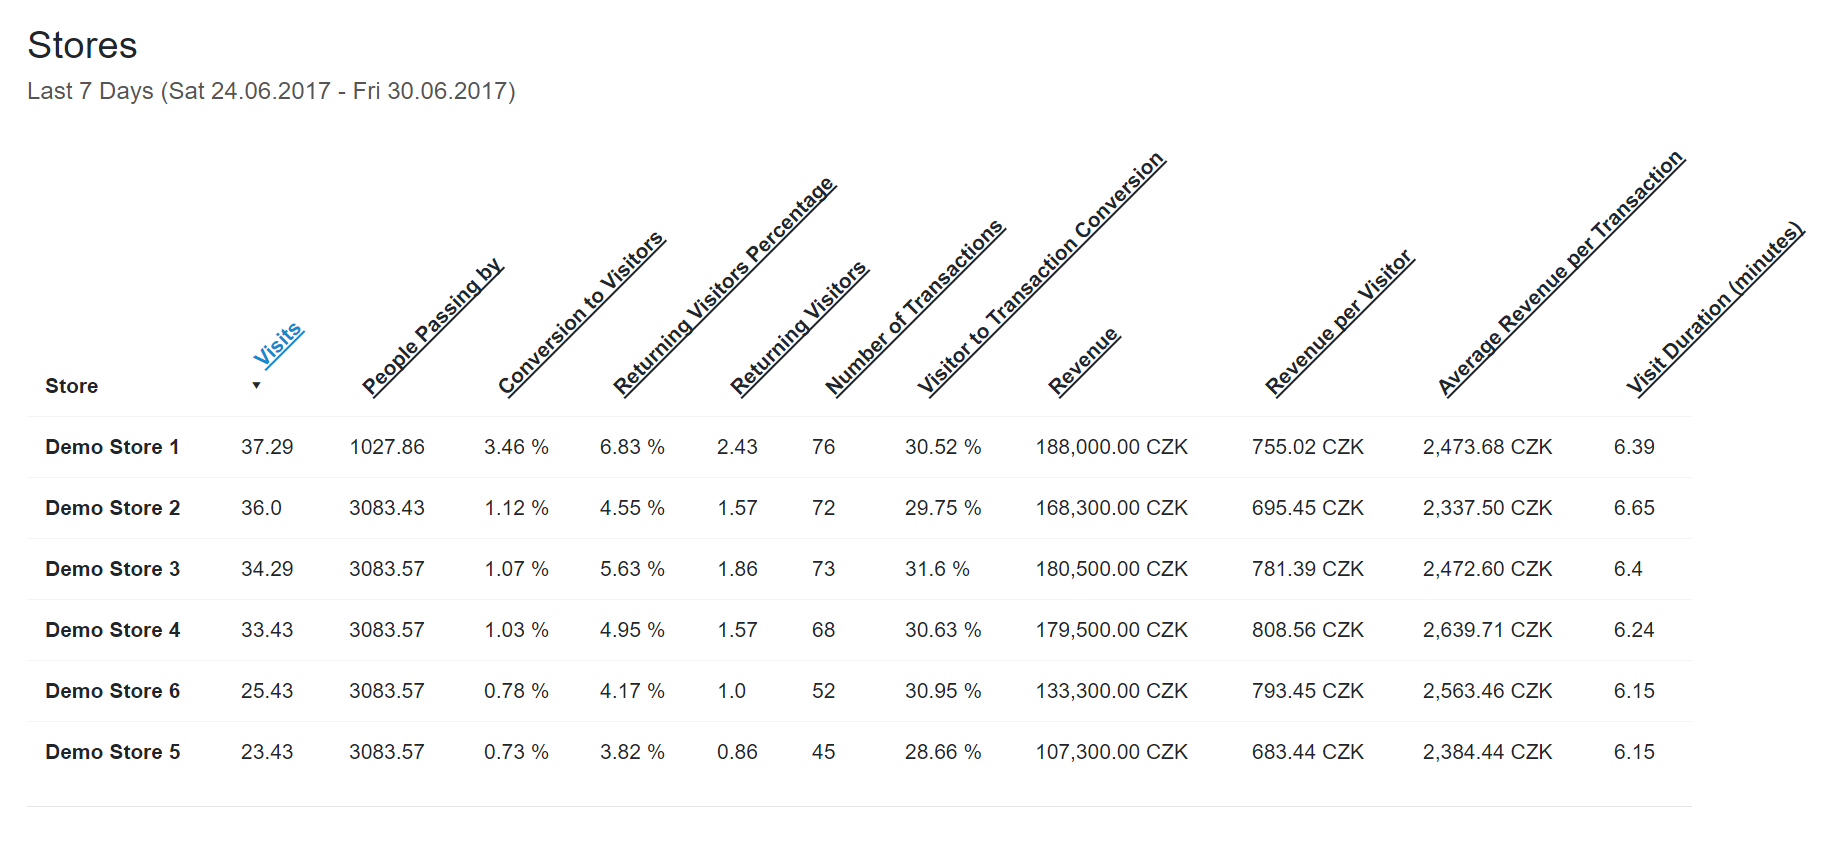 Stores
Last 7 Days (Sat 24.06.2017 - Fri 30.06.2017)
Store Visits People Passing by Conversion to Visitors Returning Visitors Percentage Returning Visitors Number of Transactions Visitor to Transaction Conversion Revenue Revenue per Visitor Average Revenue per Transaction Visit Duration (minutes)
Demo Store 1 37.29 1027.86 3.46 % 6.83 % 2.43 76 30.52 % 188,000.00 CZK 755.02 CZK 2,473.68 CZK 6.39
Demo Store 2 36.0 3083.43 1.12 % 4.55 % 1.57 72 29.75 % 168,300.00 CZK 695.45 CZK 2,337.50 CZK 6.65
Demo Store 3 34.29 3083.57 1.07 % 5.63 % 1.86 73 31.6 % 180,500.00 CZK 781.39 CZK 2,472.60 CZK 6.4
Demo Store 4 33.43 3083.57 1.03 % 4.95 % 1.57 68 30.63 % 179,500.00 CZK 808.56 CZK 2,639.71 CZK 6.24
Demo Store 6 25.43 3083.57 0.78 % 4.17 % 1.0 52 30.95 % 133,300.00 CZK 793.45 CZK 2,563.46 CZK 6.15
Demo Store 5 23.43 3083.57 0.73 % 3.82 % 0.86 45 28.66 % 107,300.00 CZK 683.44 CZK 2,384.44 CZK 6.15